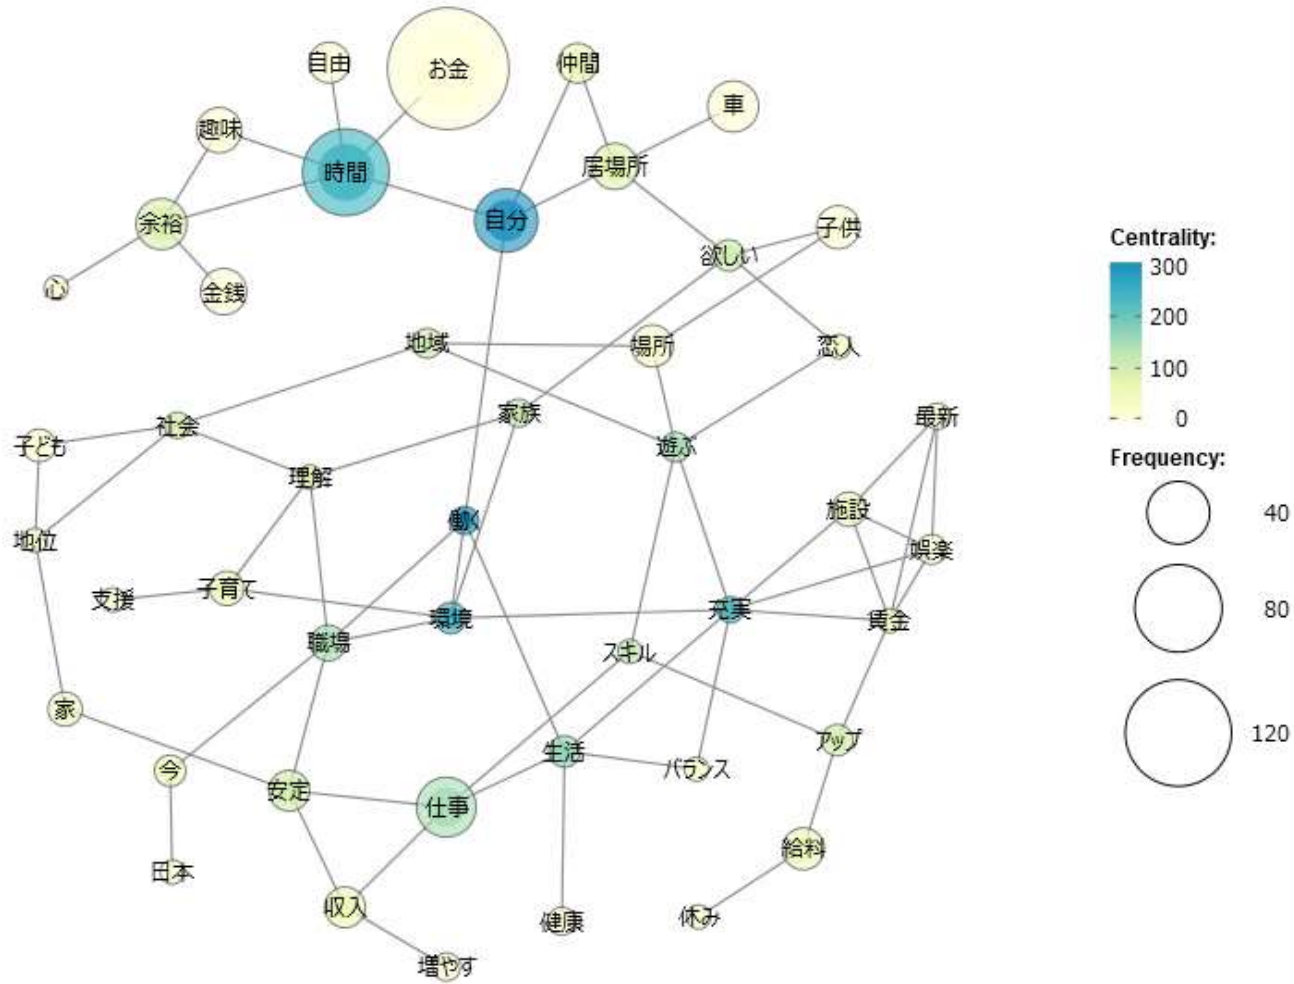 自由
お金
仲間
車
趣味
時間
居場所
余裕
自分
子供
欲しい
心
金銭
地域
場所
恋人
家族
最新
社会
子ども
遊ぶ
理解
施設
働く
地位
娯楽
支援
子育て
環境
充実
賃金
職場
スキル
家
生活
アップ
今
バランス
安定
仕事
給料
日本
収入
健康
休み
増やす
Centrality:
300
200
100
0
Frequency:
40
80
120